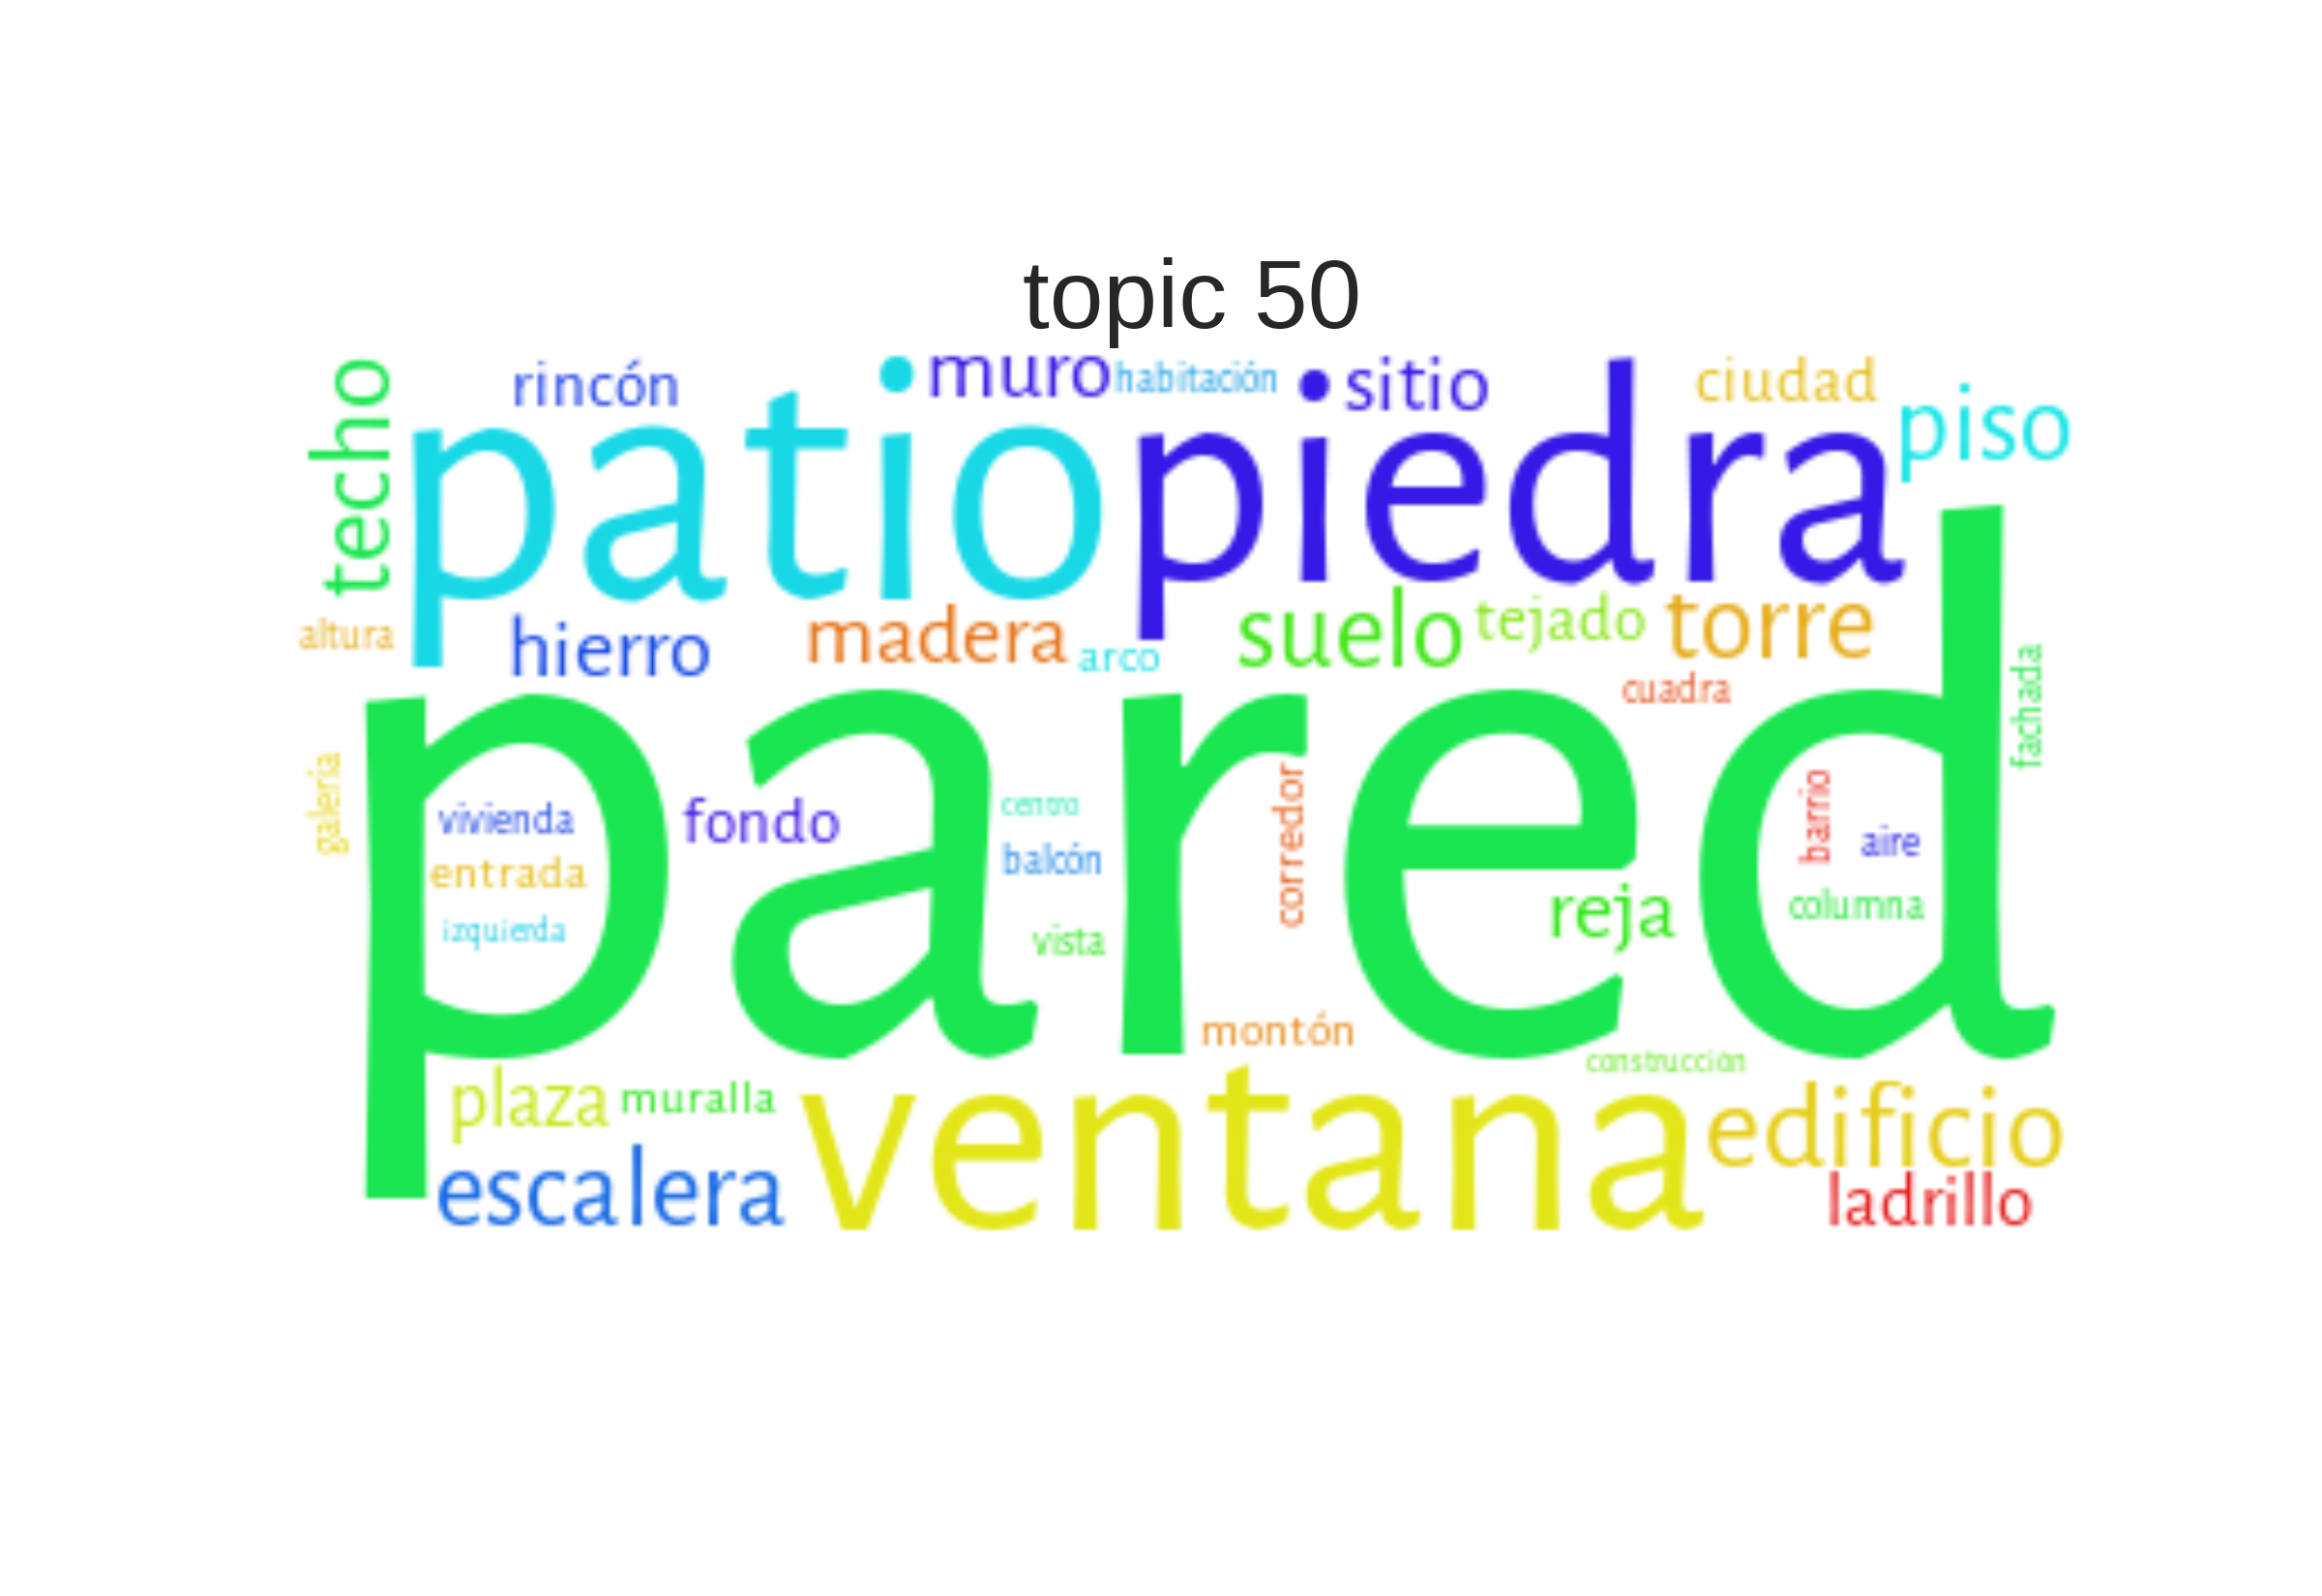 topic 50
techo
rincón
muro
habitación
sitio
ciudad
piso
patio
piedra
altura
hierro
madera
arco
suelo
tejado
torre
cuadra
fachada
pared
galería
vivienda
entrada
izquierda
fondo
centro
balcón
vista
corredor
reja
barrio
aire
columna
montón
construcción
plaza
muralla
ventana
edificio
escalera
ladrillo